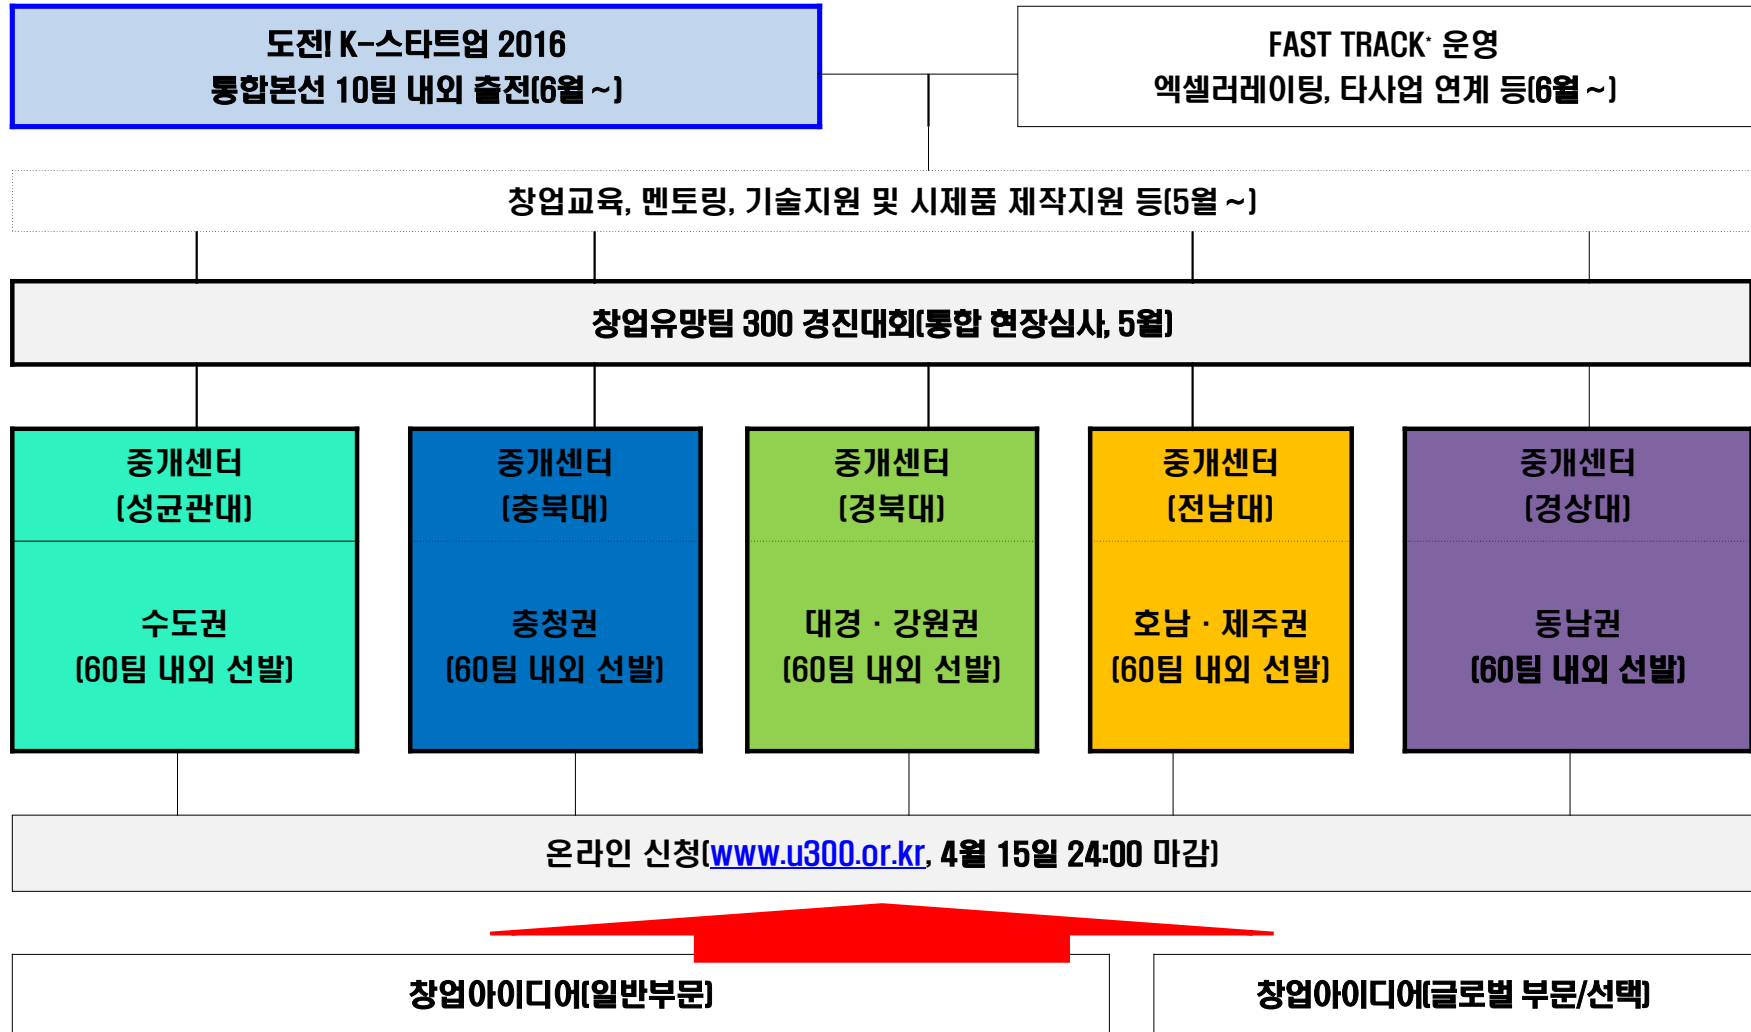 도전! K-스타트업 2016
통합본선 10팀 내외 출전(6월~)
FAST TRACK* 운영
엑셀러레이팅, 타사업 연계 등(6월~)
창업교육, 멘토링, 기술지원 및 시제품 제작지원 등(5월~)
창업유망팀 300 경진대회(통합 현장심사, 5월)
중개센터
(성균관대)
수도권
(60팀 내외 선발)
중개센터
(충북대)
충청권
(60팀 내외 선발)
중개센터
(경북대)
대경·강원권
(60팀 내외 선발)
중개센터
(전남대)
호남·제주권
(60팀 내외 선발)
중개센터
(경상대)
동남권
(60팀 내외 선발)
온라인 신청(www.u300.or.kr, 4월 15일 24:00 마감)
창업아이디어(일반부문)
창업아이디어(글로벌 부문/선택)